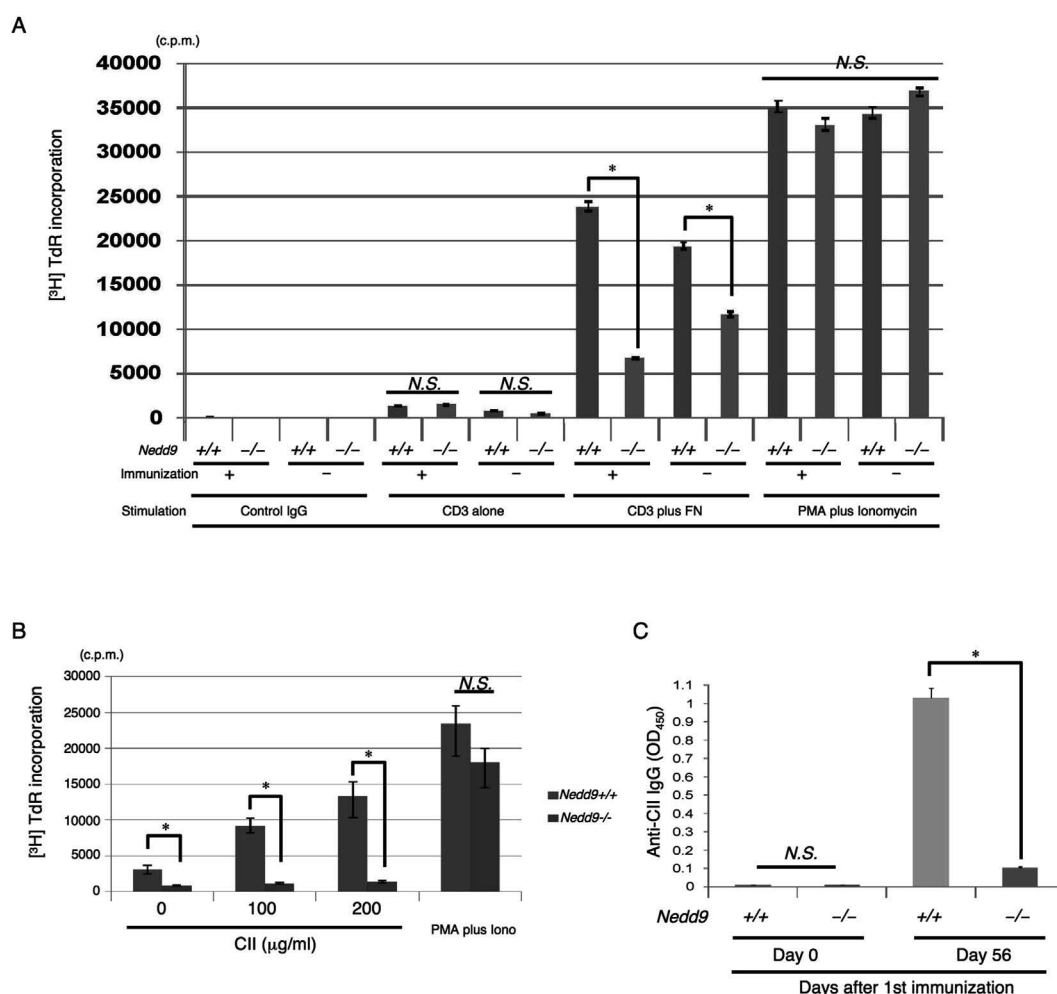 A
(c.p.m.)
[³H] TdR incorporation
40000
35000
30000
25000
20000
15000
10000
5000
0
N.S.
N.S.
N.S.
*
*
Nedd9 +/+ −/− +/+ −/− +/+ −/− +/+ −/− +/+ −/− +/+ −/− +/+ −/− +/+ −/−
Immunization + − + − + − + −
Stimulation Control IgG CD3 alone CD3 plus FN PMA plus Ionomycin
B
(c.p.m.)
[³H] TdR incorporation
30000
25000
20000
15000
10000
5000
0
*
*
*
N.S.
0 100 200 PMA plus Iono
CII (µg/ml)
Nedd9+/+
Nedd9-/-
C
Anti-CII IgG (OD₄₅₀)
1.1
1
0.9
0.8
0.7
0.6
0.5
0.4
0.3
0.2
0.1
0
N.S.
*
Nedd9 +/+ −/− +/+ −/−
Day 0 Day 56
Days after 1st immunization